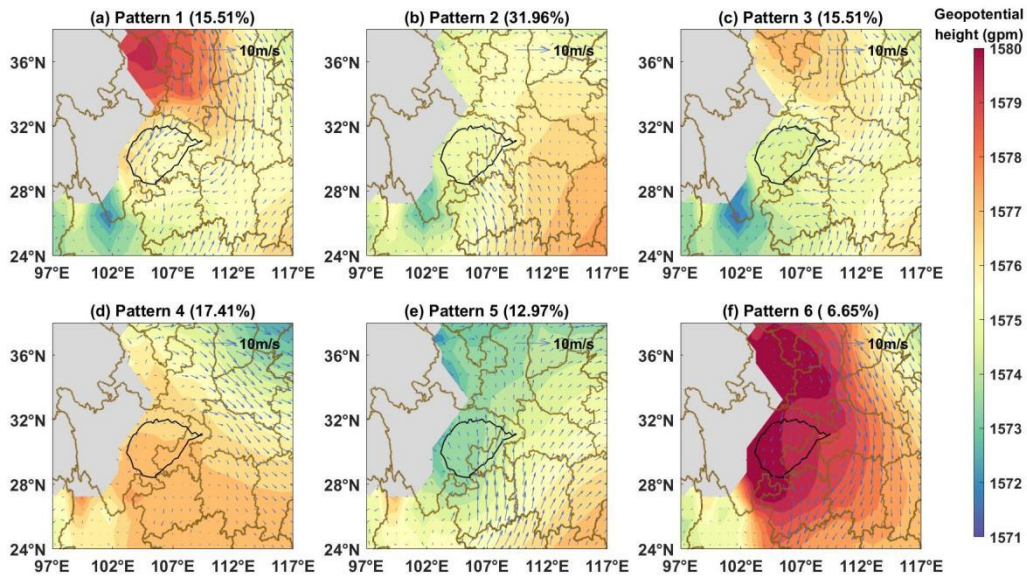 (a) Pattern 1 (15.51%)
(b) Pattern 2 (31.96%)
(c) Pattern 3 (15.51%)
Geopotential
height (gpm)
10m/s
10m/s
10m/s
36°N
32°N
28°N
24°N
97°E 102°E 107°E 112°E 117°E
36°N
32°N
28°N
24°N
97°E 102°E 107°E 112°E 117°E
36°N
32°N
28°N
24°N
97°E 102°E 107°E 112°E 117°E
(d) Pattern 4 (17.41%)
(e) Pattern 5 (12.97%)
(f) Pattern 6 ( 6.65%)
10m/s
10m/s
10m/s
36°N
32°N
28°N
24°N
97°E 102°E 107°E 112°E 117°E
36°N
32°N
28°N
24°N
97°E 102°E 107°E 112°E 117°E
36°N
32°N
28°N
24°N
97°E 102°E 107°E 112°E 117°E
1580
1579
1578
1577
1576
1575
1574
1573
1572
1571